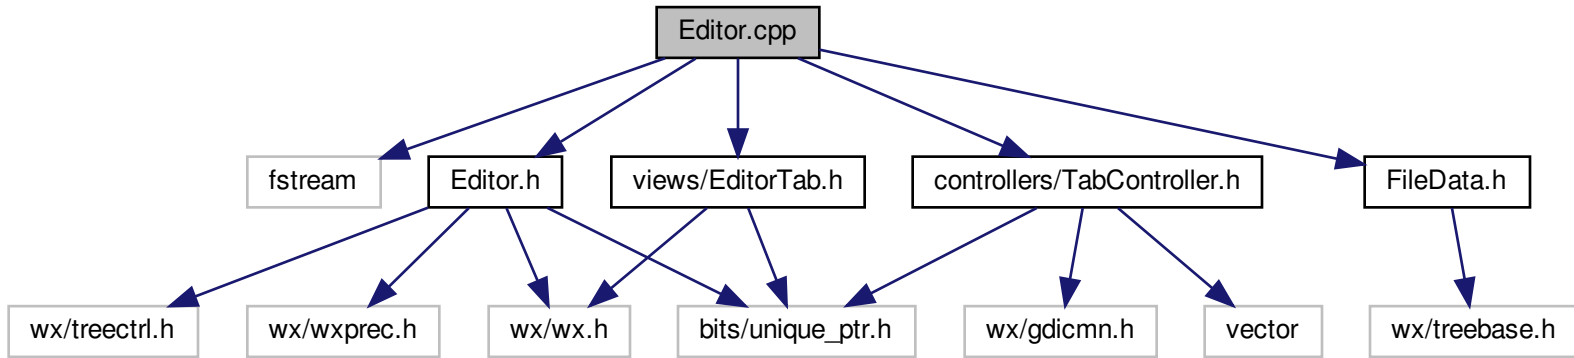 Editor.cpp
fstream
Editor.h
views/EditorTab.h
controllers/TabController.h
FileData.h
wx/treectrl.h
wx/wxprec.h
wx/wx.h
bits/unique_ptr.h
wx/gdicmn.h
vector
wx/treebase.h